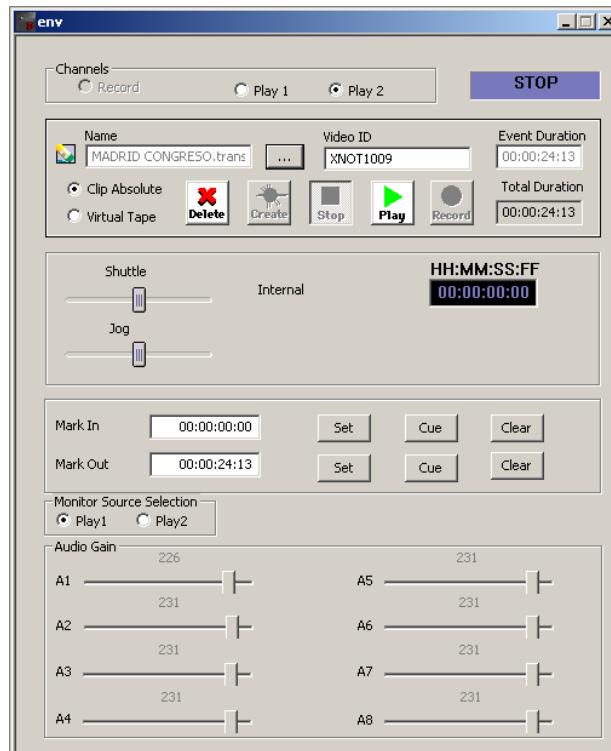 env
Channels
Record
Play 1
Play 2
STOP
Name
Video ID
Event Duration
MADRID CONGRESO.trans
...
XNOT1009
00:00:24:13
Clip Absolute
Virtual Tape
Delete
Create
Stop
Play
Record
Total Duration
00:00:24:13
Shuttle
Internal
HH:MM:SS:FF
00:00:00:00
Jog
Mark In
00:00:00:00
Set
Cue
Clear
Mark Out
00:00:24:13
Set
Cue
Clear
Monitor Source Selection
Play1
Play2
Audio Gain
226
231
A1
A5
231
231
A2
A6
231
231
A3
A7
231
231
A4
A8